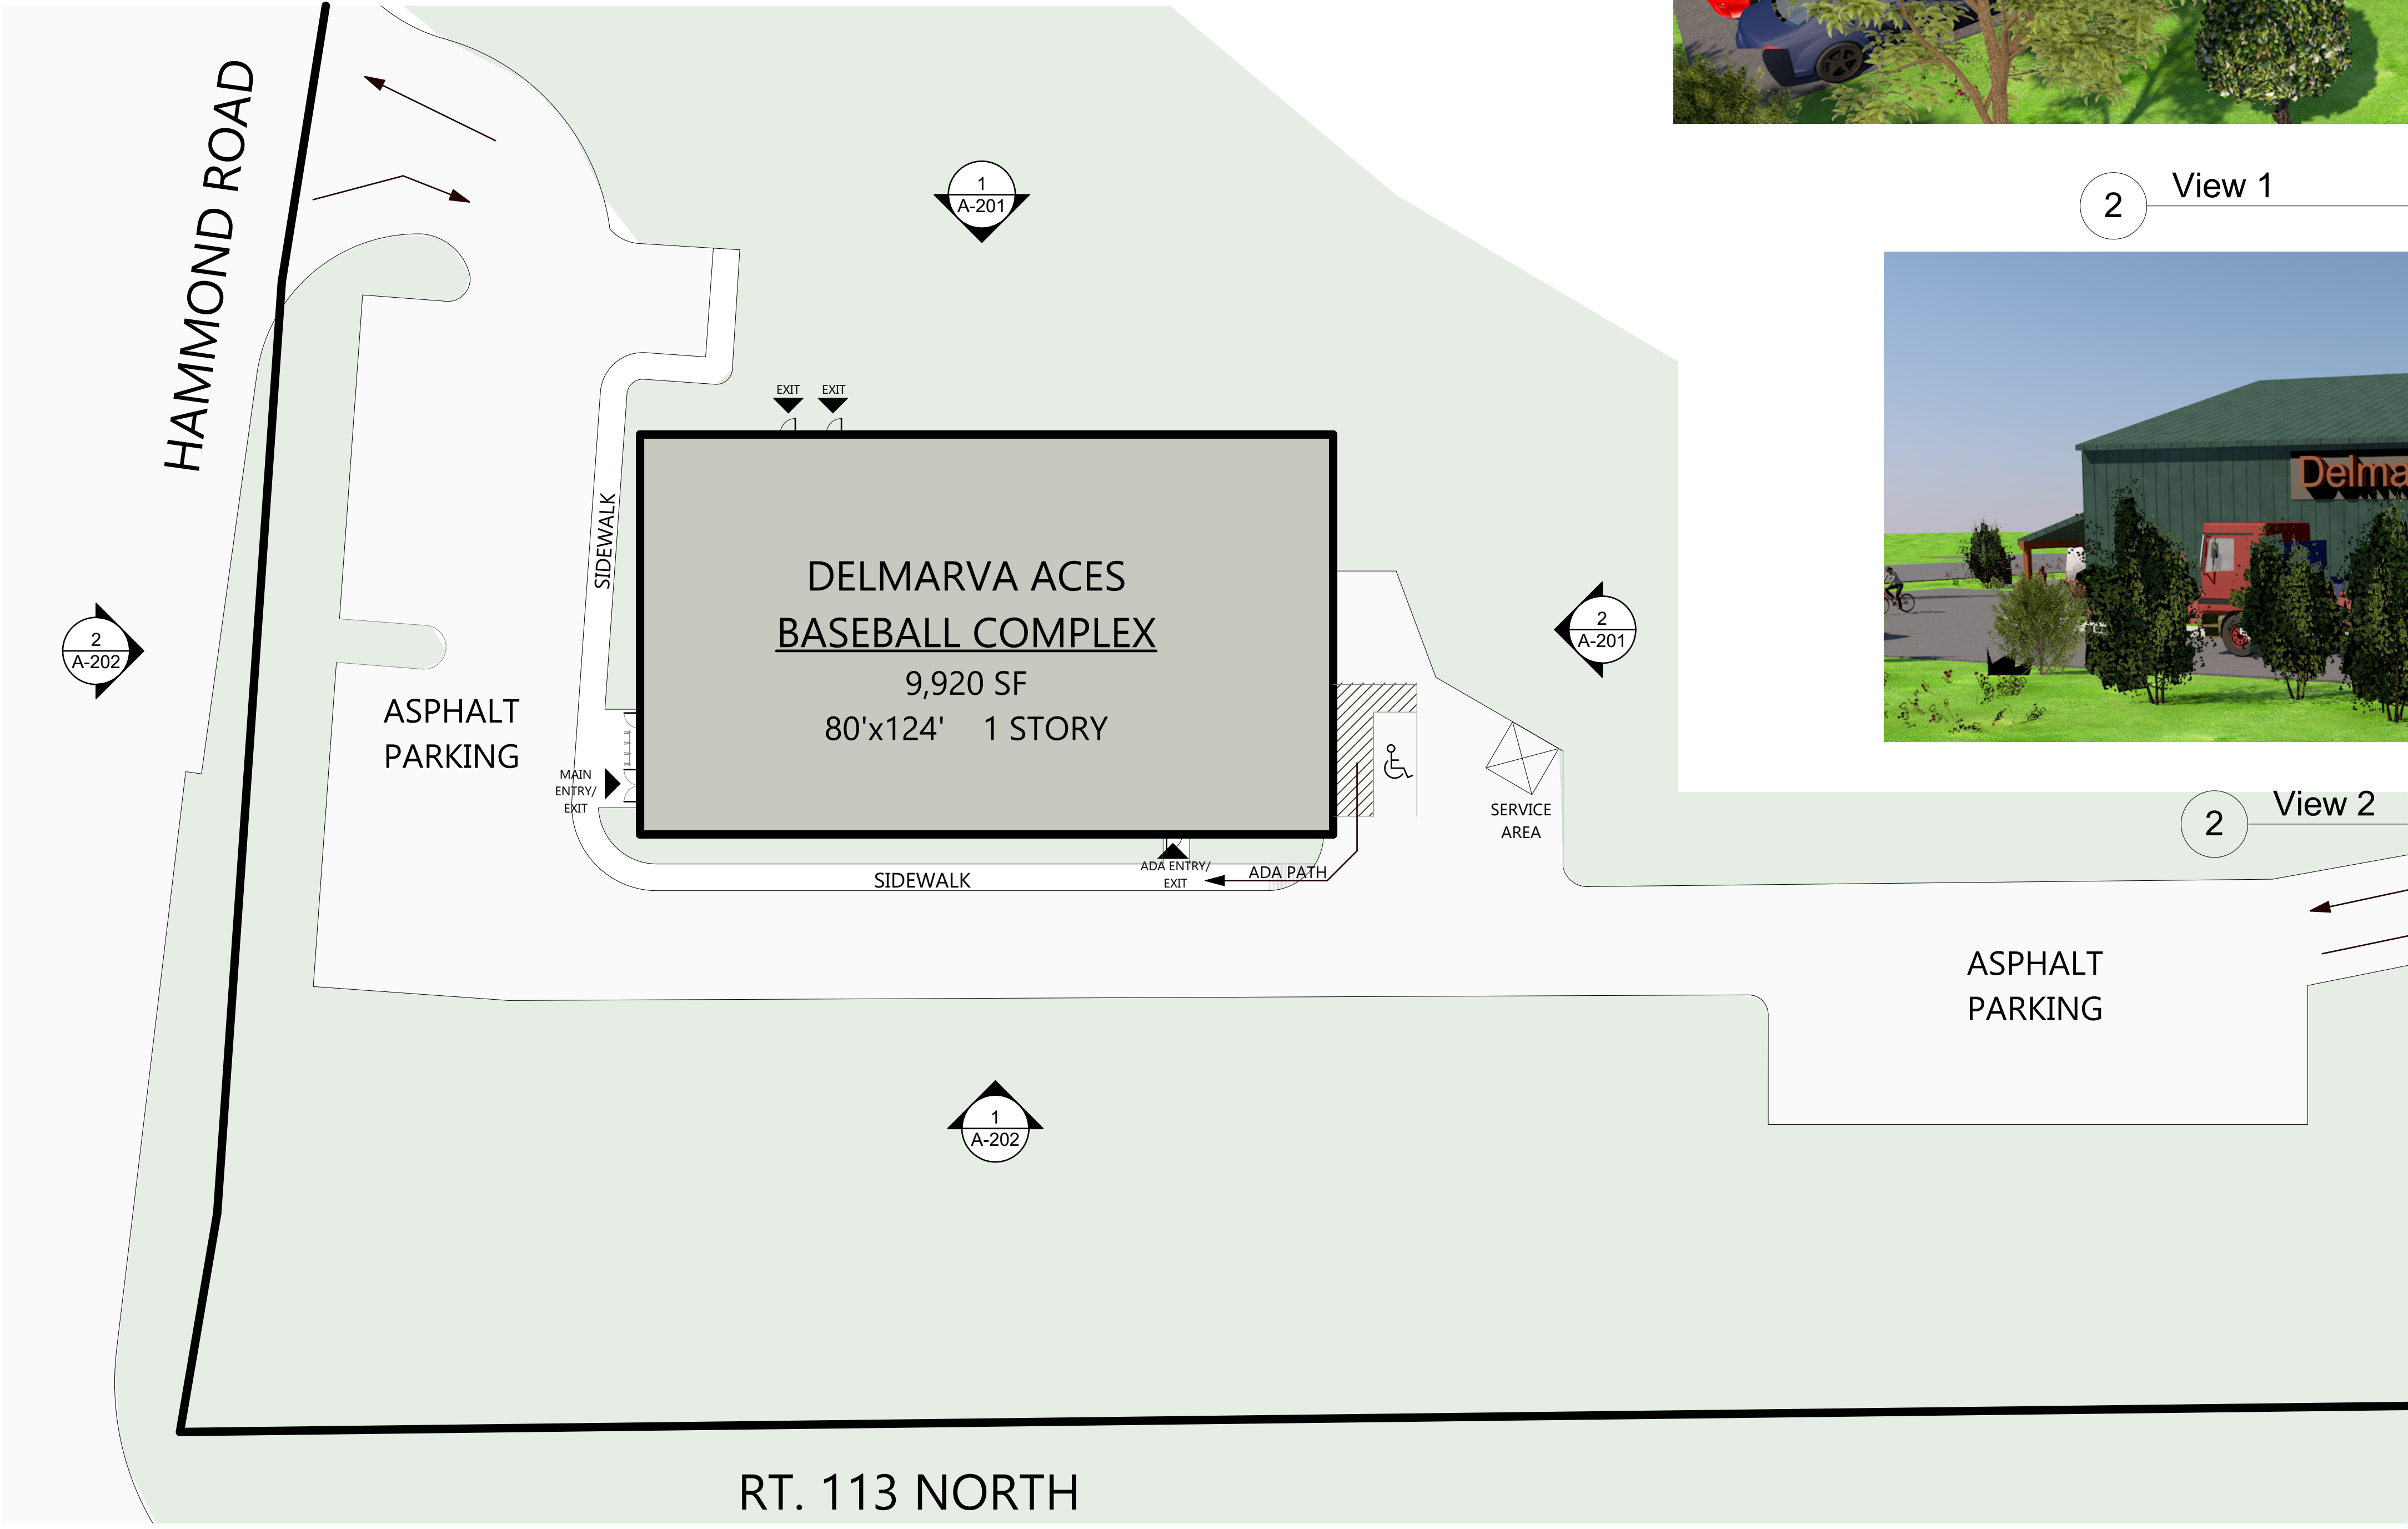 HAMMOND ROAD
1
A-201
2
View 1
EXIT
EXIT
Delma
SIDEWALK
DELMARVA ACES
BASEBALL COMPLEX
9,920 SF
80'x124' 1 STORY
2
A-202
2
A-201
ASPHALT
PARKING
MAIN
ENTRY/
EXIT
SERVICE
AREA
2
View 2
ADA ENTRY/
EXIT
ADA PATH
SIDEWALK
ASPHALT
PARKING
1
A-202
RT. 113 NORTH